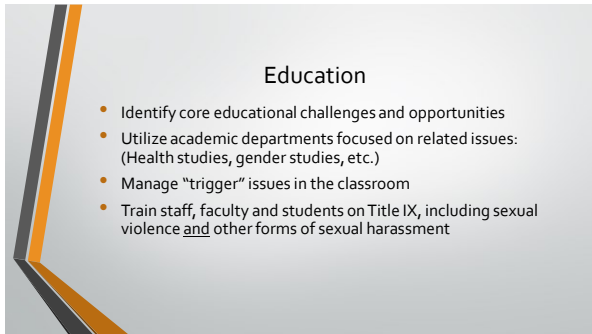 Education
• Identify core educational challenges and opportunities
• Utilize academic departments focused on related issues:
(Health studies, gender studies, etc.)
• Manage “trigger” issues in the classroom
• Train staff, faculty and students on Title IX, including sexual
violence and other forms of sexual harassment